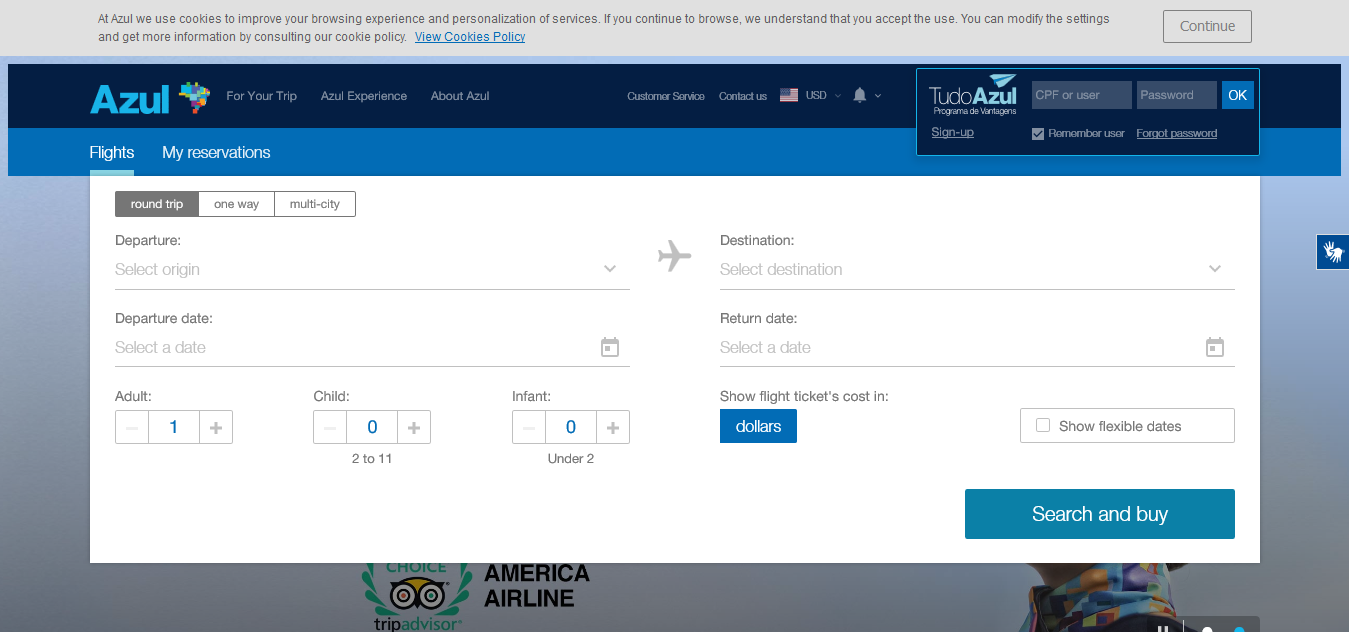 At Azul we use cookies to improve your browsing experience and personalization of services. If you continue to browse, we understand that you accept the use. You can modify the settings
and get more information by consulting our cookie policy. View Cookies Policy
Continue
Azul
For Your Trip
Azul Experience
About Azul
Customer Service
Contact us
USD
TudoAzul
Programa de Vantagens
CPF or user
Password
OK
Sign-up
Remember user
Forgot password
Flights
My reservations
round trip
one way
multi-city
Departure:
Select origin
Destination:
Select destination
Departure date:
Select a date
Return date:
Select a date
Adult:
1
Child:
0
2 to 11
Infant:
0
Under 2
Show flight ticket's cost in:
dollars
Show flexible dates
Search and buy
CHOICE
AMERICA
AIRLINE
tripadvisor